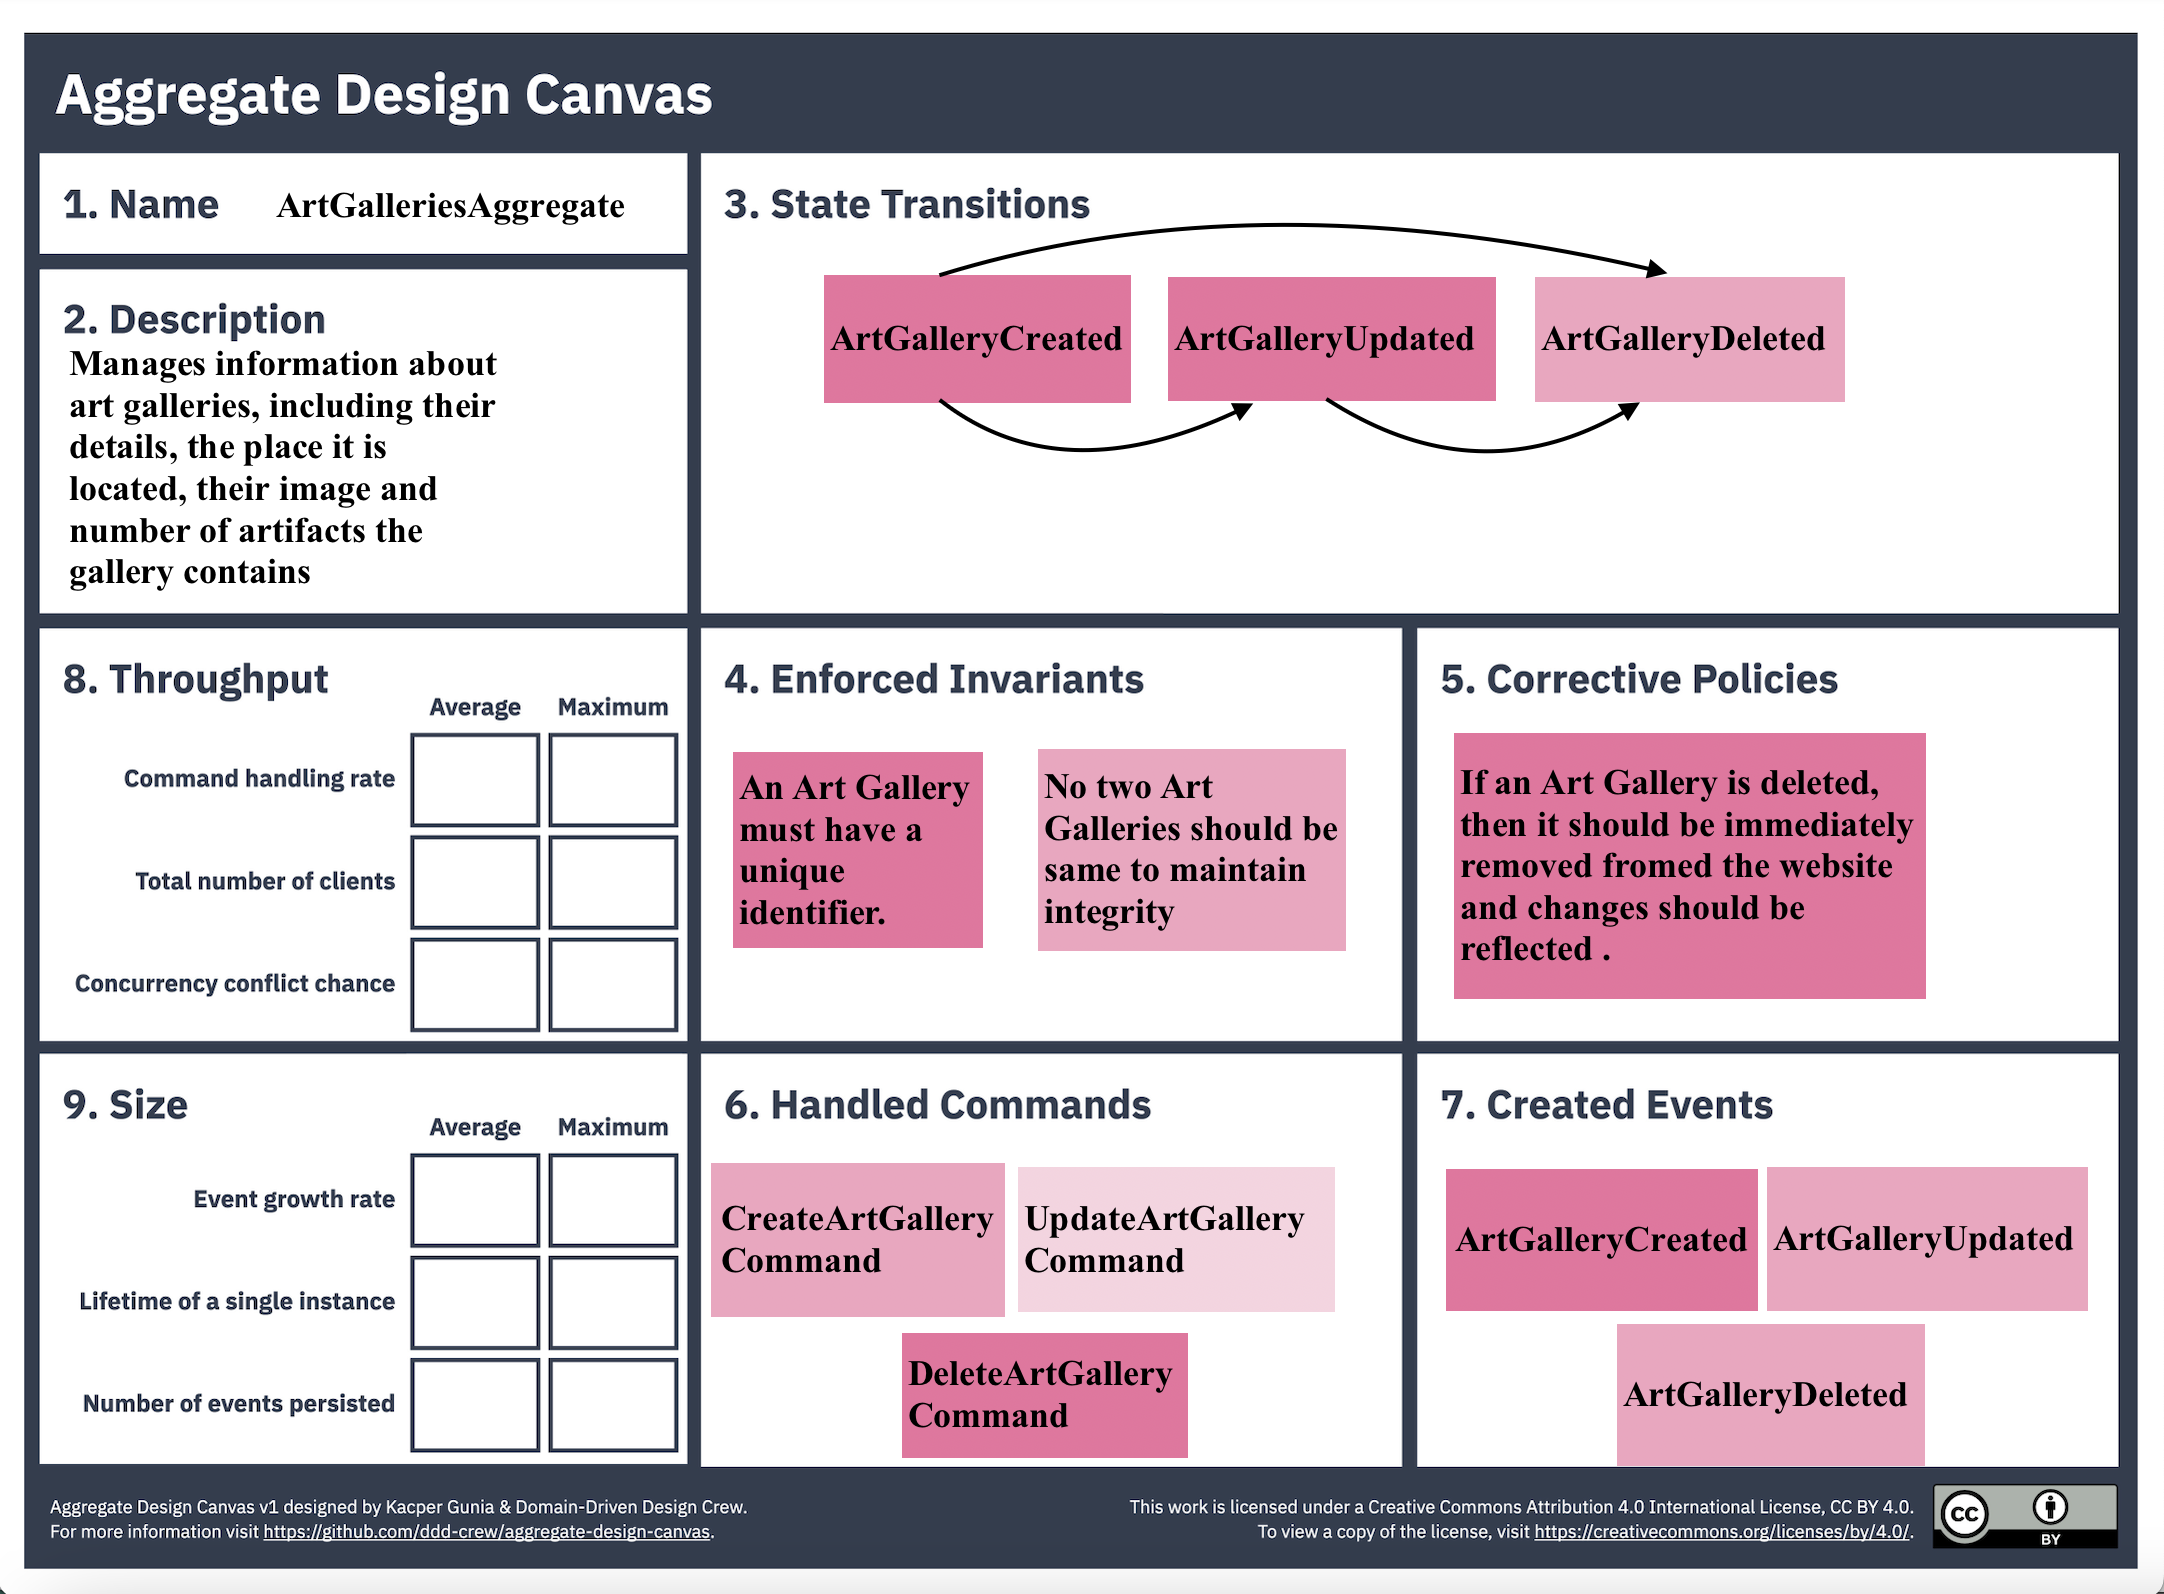 Aggregate Design Canvas
1. Name
ArtGalleriesAggregate
2. Description
Manages information about
art galleries, including their
details, the place it is
located, their image and
number of artifacts the
gallery contains
3. State Transitions
ArtGalleryCreated
ArtGalleryUpdated
ArtGalleryDeleted
8. Throughput
Average
Maximum
Command handling rate
Total number of clients
Concurrency conflict chance
4. Enforced Invariants
An Art Gallery
must have a
unique
identifier.
No two Art
Galleries should be
same to maintain
integrity
5. Corrective Policies
If an Art Gallery is deleted,
then it should be immediately
removed fromed the website
and changes should be
reflected .
9. Size
Average
Maximum
Event growth rate
Lifetime of a single instance
Number of events persisted
6. Handled Commands
CreateArtGallery
Command
UpdateArtGallery
Command
DeleteArtGallery
Command
7. Created Events
ArtGalleryCreated
ArtGalleryUpdated
ArtGalleryDeleted
Aggregate Design Canvas v1 designed by Kacper Gunia & Domain-Driven Design Crew.
For more information visit https://github.com/ddd-crew/aggregate-design-canvas.
This work is licensed under a Creative Commons Attribution 4.0 International License, CC BY 4.0.
To view a copy of the license, visit https://creativecommons.org/licenses/by/4.0/.
CC
BY